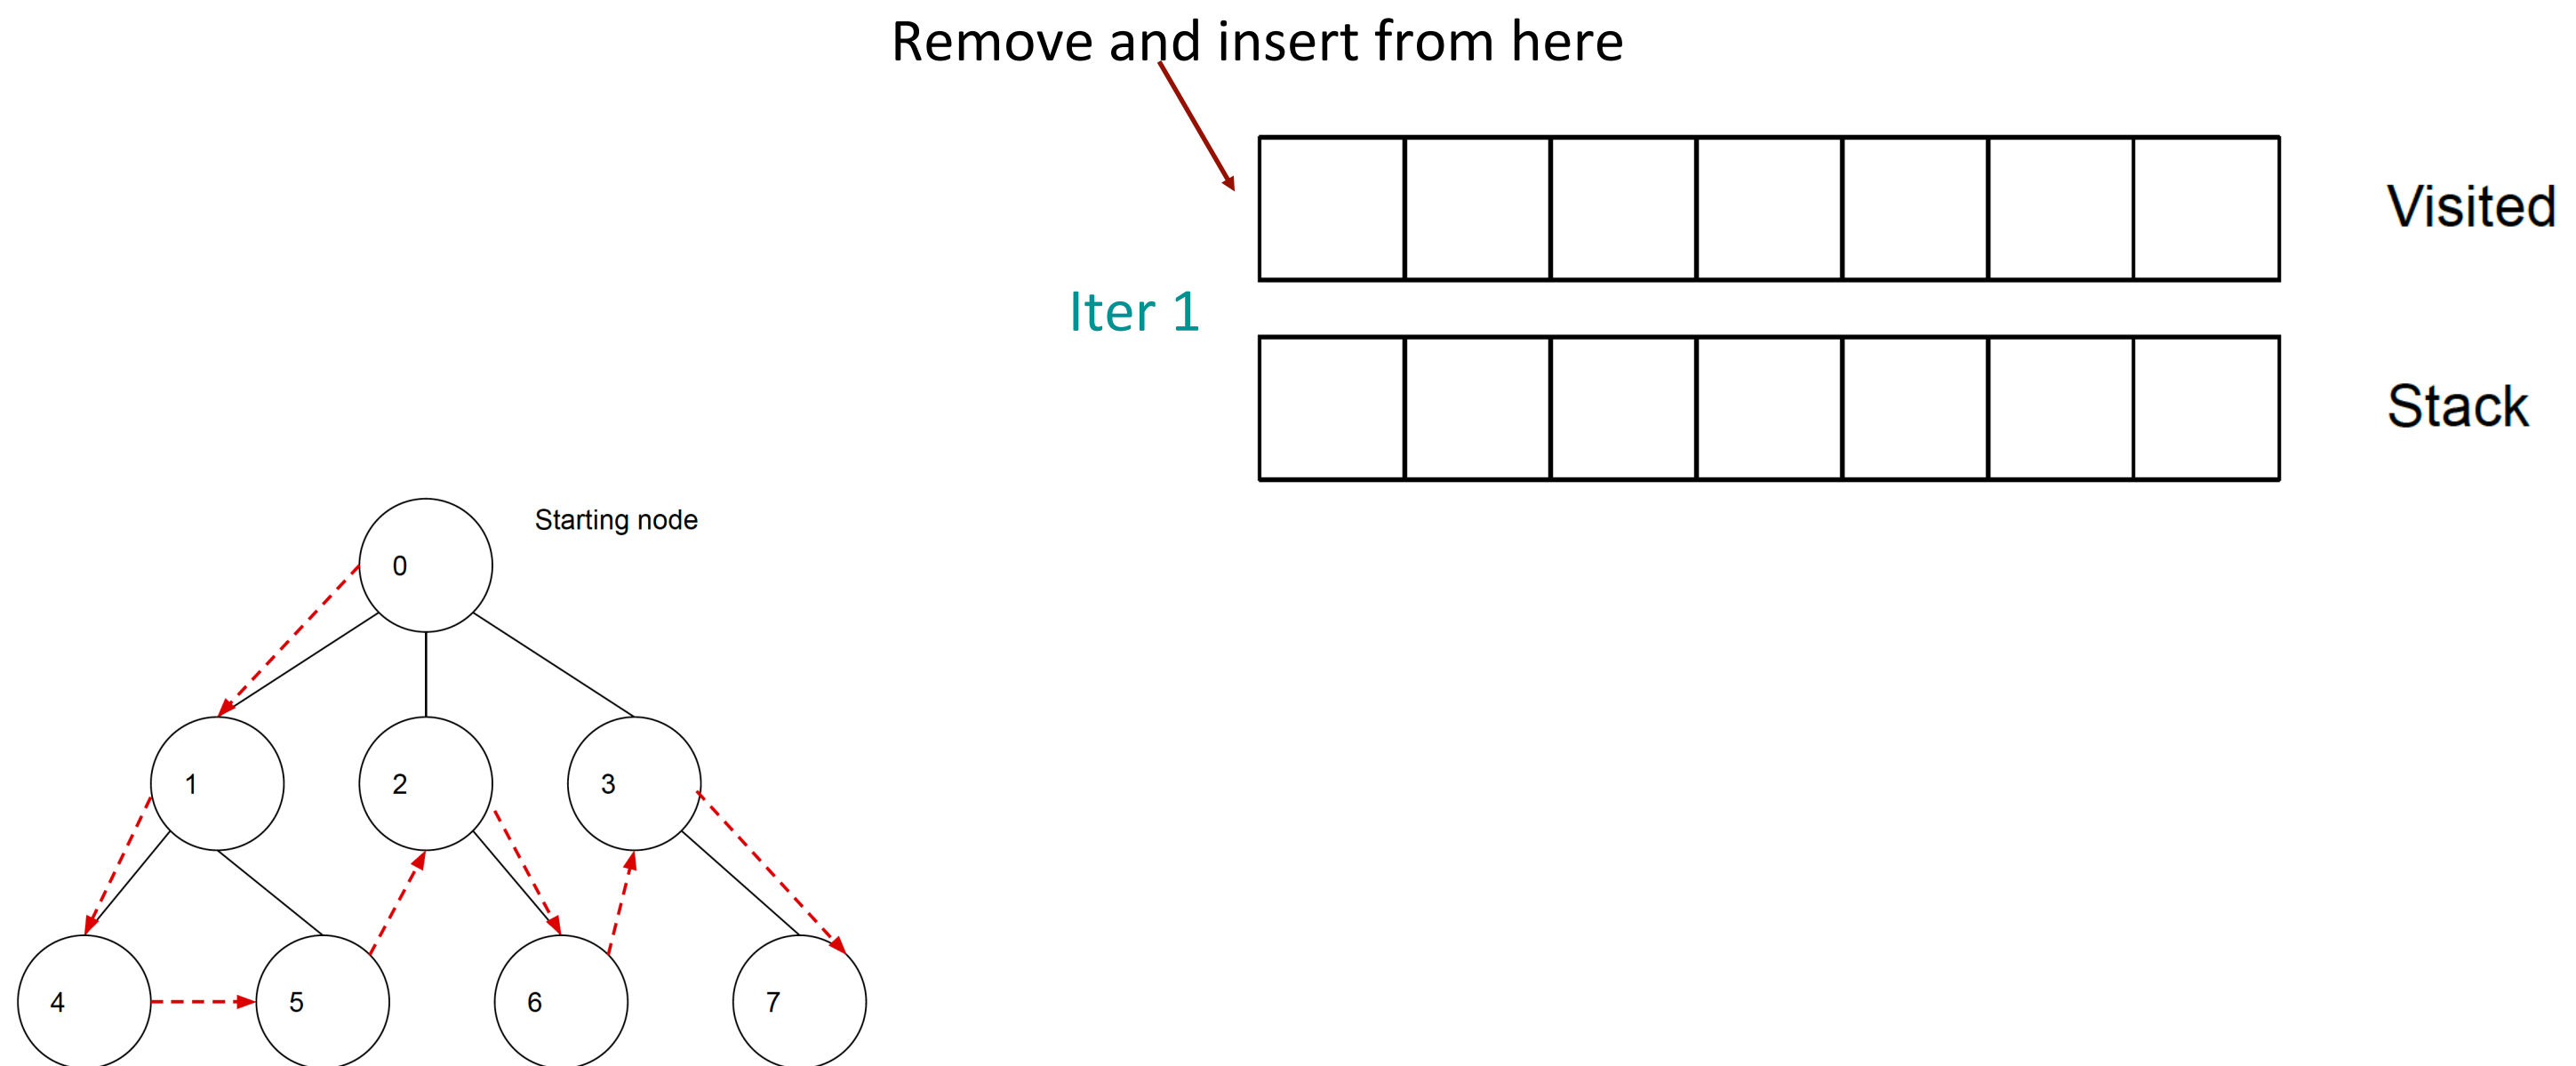 Remove and insert from here
Visited
Iter 1
Stack
Starting node
0
1
2
3
4
5
6
7